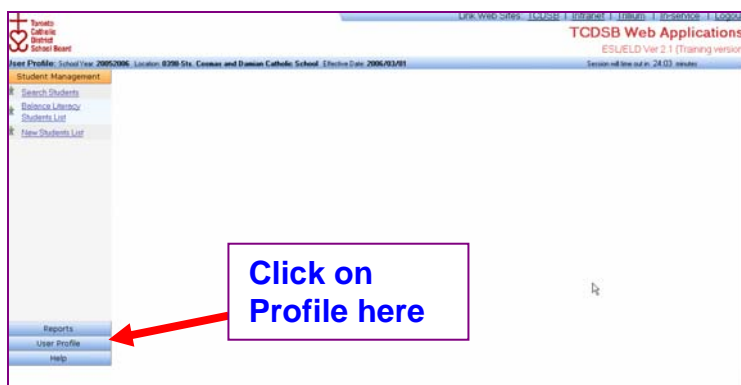 Link Web Sites: TCDSB | Intranet | Trillium | In-service | Logout
Toronto
Catholic
District
School Board
TCDSB Web Applications
ESL/ELD Ver 2.1 (Training version
User Profile: School Year: 20052006 Location: 0398-Sts. Cosmas and Damian Catholic School Effective Date: 2006/03/01 Session will time out in: 24:03 minutes
Student Management
Search Students
Balance Literacy
Students List
New Students List
Click on
Profile here
Reports
User Profile
Help